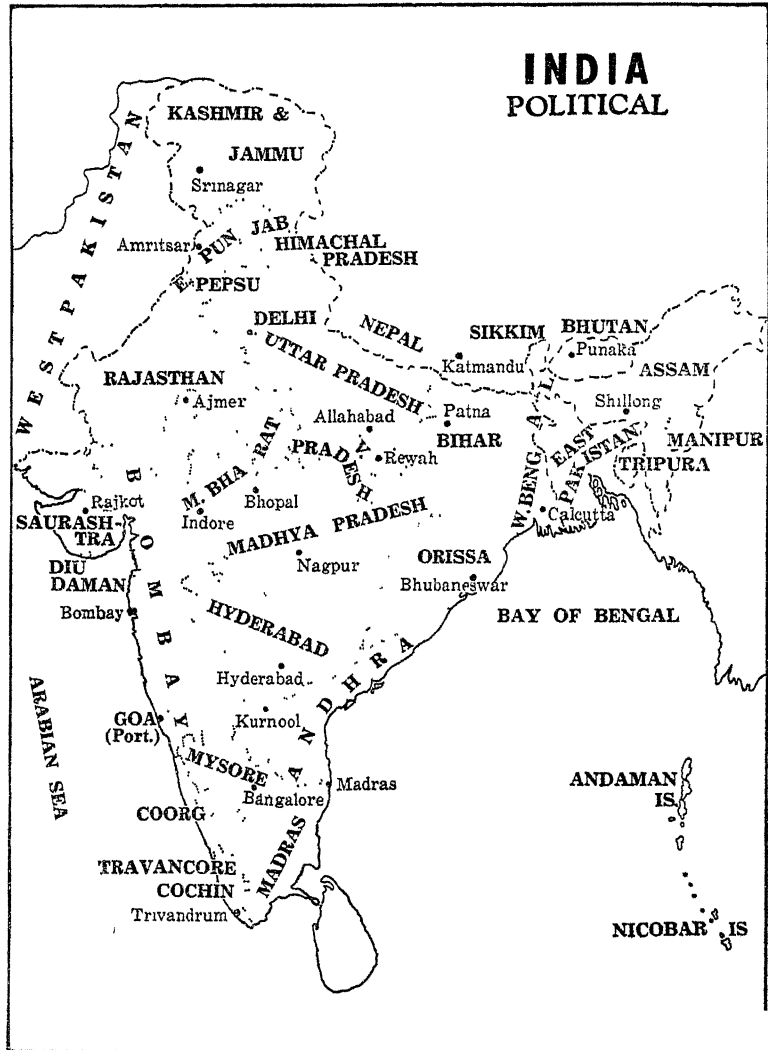 INDIA
POLITICAL
KASHMIR &
JAMMU
Srinagar
WEST PAKISTAN
Amritsar
E. PUNJAB
HIMACHAL
PRADESH
PEPSU
DELHI
NEPAL
SIKKIM
BHUTAN
Punaka
Katmandu
ASSAM
UTTAR PRADESH
RAJASTHAN
Ajmer
Allahabad
Patna
Shillong
BIHAR
W. BENGAL
EAST
PAKISTAN
MANIPUR
TRIPURA
M. BHARAT
V.
PRADESH
Rewah
BOMBAY
Rajkot
Bhopal
Indore
SAURASH-
TRA
Calcutta
MADHYA PRADESH
Nagpur
ORISSA
Bhubaneswar
DIU
DAMAN
Bombay
BAY OF BENGAL
HYDERABAD
Hyderabad
ANDHRA
ARABIAN SEA
GOA
(Port.)
Kurnool
MYSORE
Bangalore
Madras
ANDAMAN
IS.
COORG
MADRAS
TRAVANCORE
COCHIN
Trivandrum
NICOBAR IS